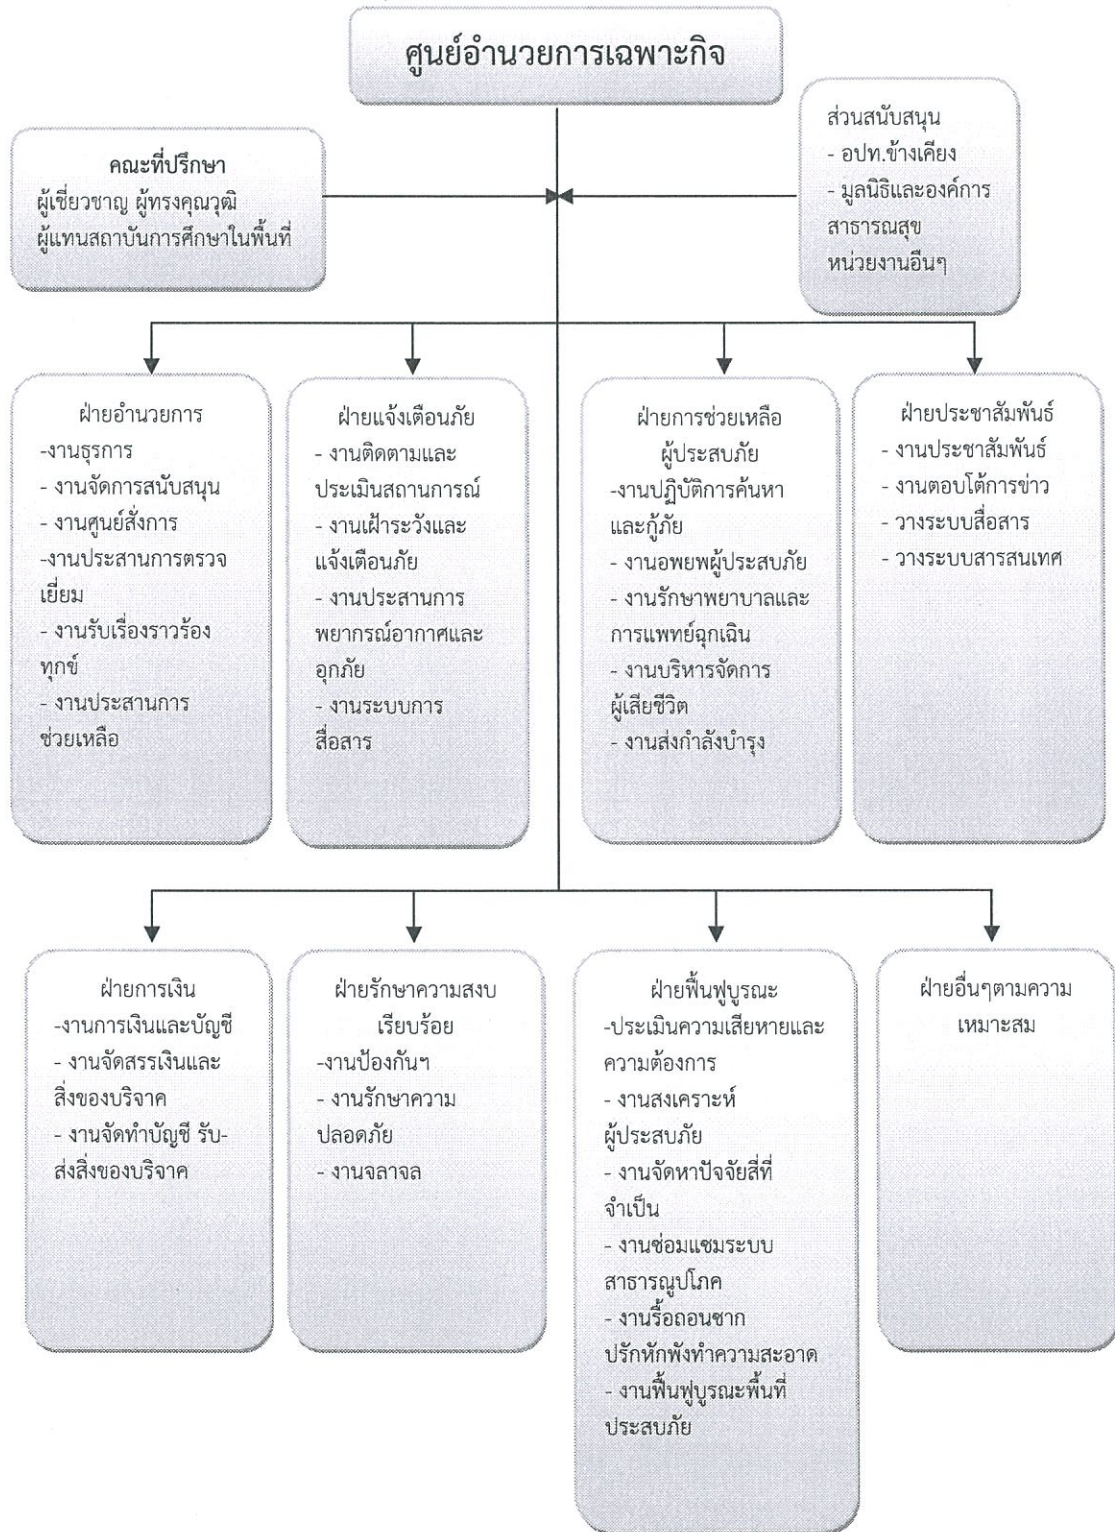 ศูนย์อำนวยการเฉพาะกิจ
คณะที่ปรึกษา
ผู้เชี่ยวชาญ ผู้ทรงคุณวุฒิ
ผู้แทนสถาบันการศึกษาในพื้นที่
ส่วนสนับสนุน
- อปท.ข้างเคียง
- มูลนิธิและองค์การ
สาธารณสุข
หน่วยงานอื่นๆ
ฝ่ายอำนวยการ
-งานธุรการ
- งานจัดการสนับสนุน
- งานศูนย์สั่งการ
-งานประสานการตรวจ
เยี่ยม
- งานรับเรื่องราวร้อง
ทุกข์
- งานประสานการ
ช่วยเหลือ
ฝ่ายแจ้งเตือนภัย
- งานติดตามและ
ประเมินสถานการณ์
- งานเฝ้าระวังและ
แจ้งเตือนภัย
- งานประสานการ
พยากรณ์อากาศและ
อุกภัย
- งานระบบการ
สื่อสาร
ฝ่ายการช่วยเหลือ
ผู้ประสบภัย
-งานปฏิบัติการค้นหา
และกู้ภัย
- งานอพยพผู้ประสบภัย
- งานรักษาพยาบาลและ
การแพทย์ฉุกเฉิน
- งานบริหารจัดการ
ผู้เสียชีวิต
- งานส่งกำลังบำรุง
ฝ่ายประชาสัมพันธ์
- งานประชาสัมพันธ์
- งานตอบโต้การข่าว
- วางระบบสื่อสาร
- วางระบบสารสนเทศ
ฝ่ายการเงิน
-งานการเงินและบัญชี
- งานจัดสรรเงินและ
สิ่งของบริจาค
- งานจัดทำบัญชี รับ-
ส่งสิ่งของบริจาค
ฝ่ายรักษาความสงบ
เรียบร้อย
-งานป้องกันฯ
- งานรักษาความ
ปลอดภัย
- งานจลาจล
ฝ่ายฟื้นฟูบูรณะ
-ประเมินความเสียหายและ
ความต้องการ
- งานสงเคราะห์
ผู้ประสบภัย
- งานจัดหาปัจจัยสี่ที่
จำเป็น
- งานซ่อมแซมระบบ
สาธารณูปโภค
- งานรื้อถอนซาก
ปรักหักพังทำความสะอาด
- งานฟื้นฟูบูรณะพื้นที่
ประสบภัย
ฝ่ายอื่นๆตามความ
เหมาะสม